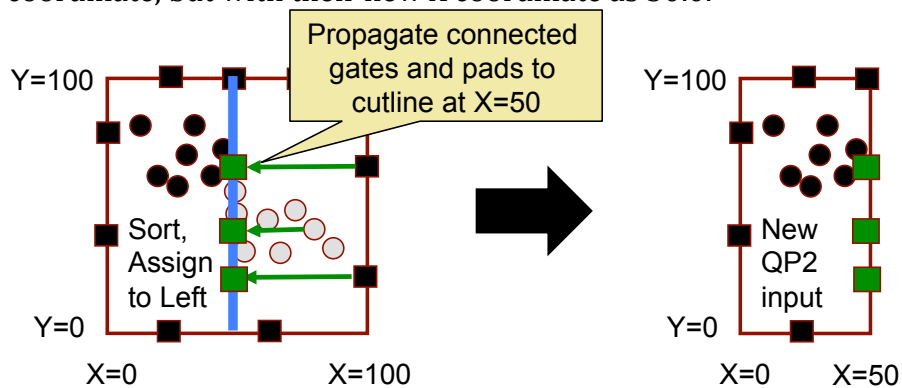 coordinate, but with their new X coordinate as 50.0.
Propagate connected
gates and pads to
cutline at X=50
Y=100
Y=100
Sort,
Assign
to Left
New
QP2
input
Y=0
Y=0
X=0
X=100
X=0
X=50